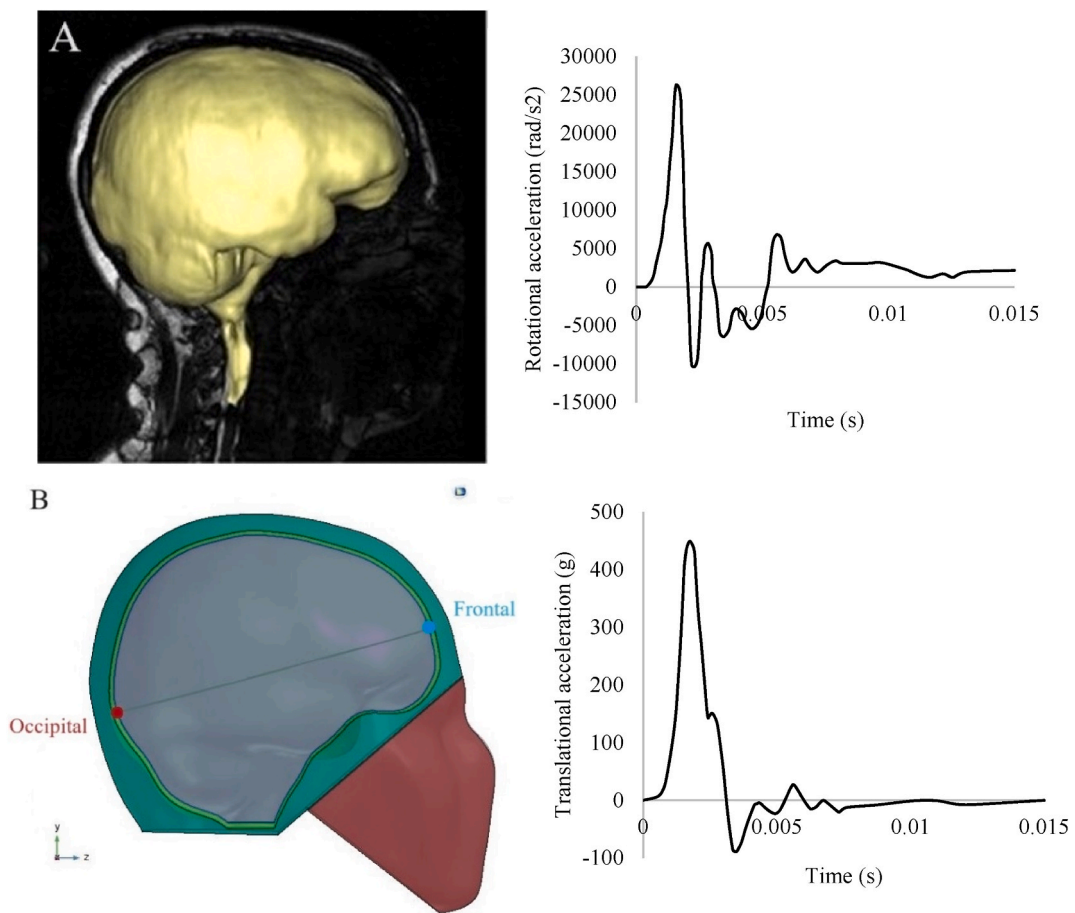 A
Rotational acceleration (rad/s2)
30000
25000
20000
15000
10000
5000
0
-5000
-10000
-15000
0
0.005
0.01
0.015
Time (s)
B
Frontal
Occipital
y
z
Translational acceleration (g)
500
400
300
200
100
0
-100
0
0.005
0.01
0.015
Time (s)